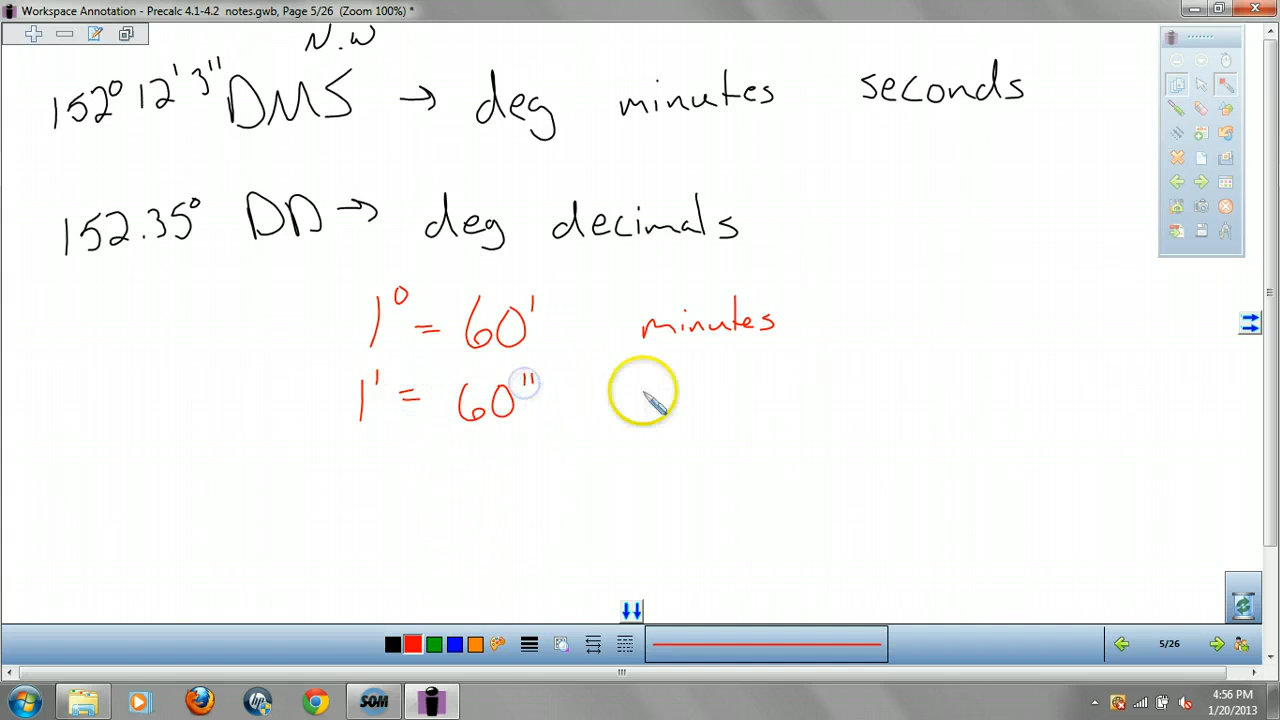 Workspace Annotation - Precalc 4.1-4.2 notes.gwb, Page 5/26 (Zoom 100%) *
N.W
152° 12' 3" DMS → deg minutes seconds
152.35° DD → deg decimals
1° = 60' minutes
1' = 60"
5/26
SOM
4:56 PM
1/20/2013